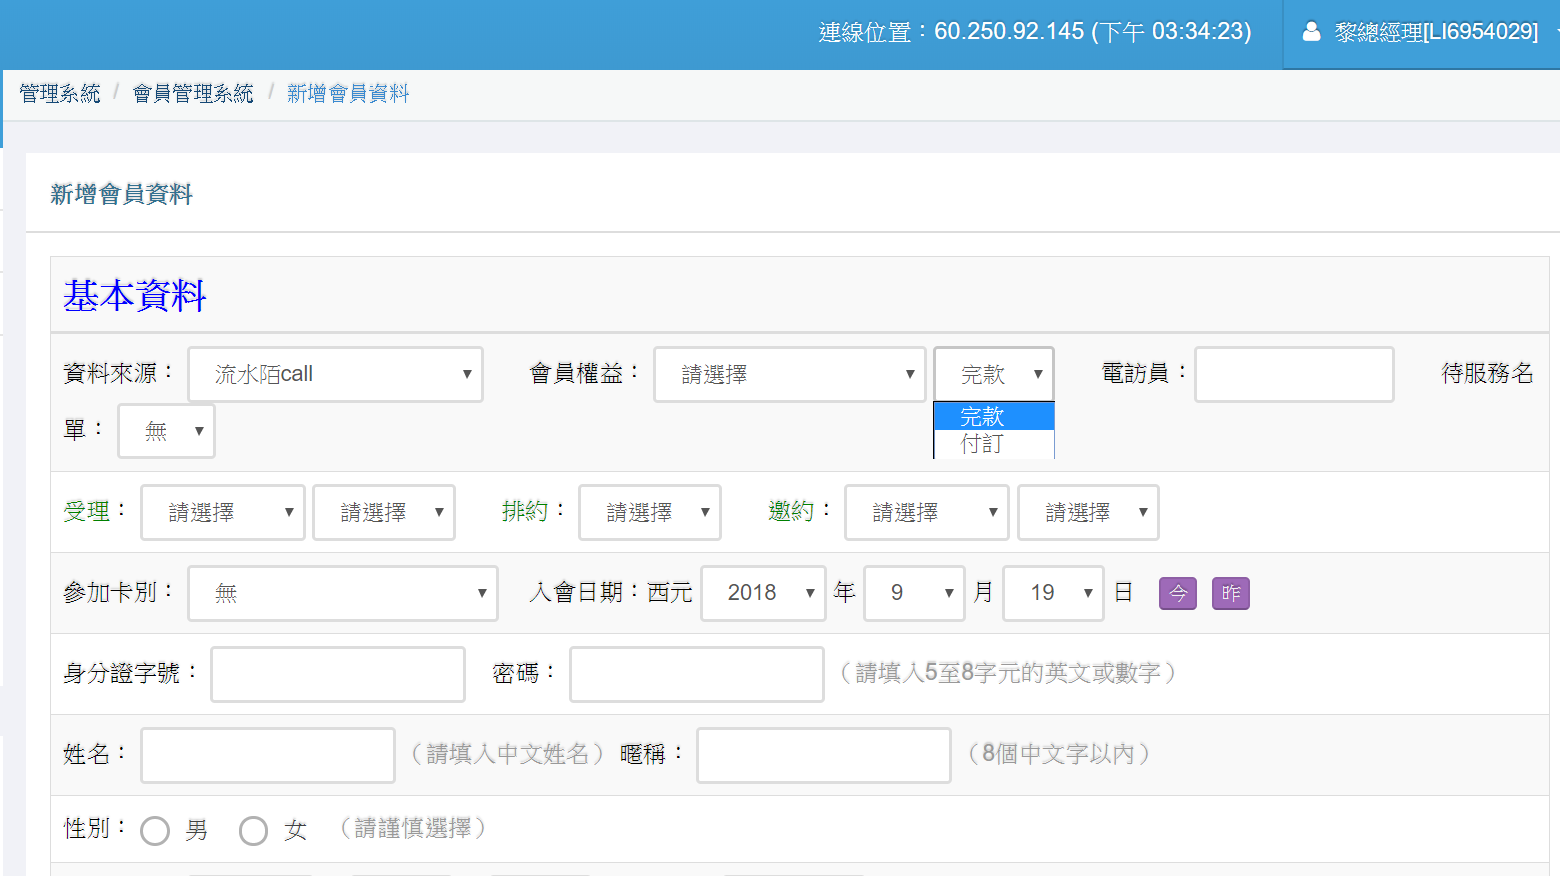 連線位置：60.250.92.145 (下午 03:34:23) 黎總經理[LI6954029]
管理系統 / 會員管理系統 / 新增會員資料
新增會員資料
基本資料
資料來源： 流水陌call 會員權益： 請選擇 完款 電訪員： 待服務名
單： 無 完款
付訂
受理： 請選擇 請選擇 排約： 請選擇 邀約： 請選擇 請選擇
參加卡別： 無 入會日期：西元 2018 年 9 月 19 日 今 昨
身分證字號： 密碼： （請填入5至8字元的英文或數字）
姓名： （請填入中文姓名） 暱稱： （8個中文字以內）
性別： 男 女 （請謹慎選擇）